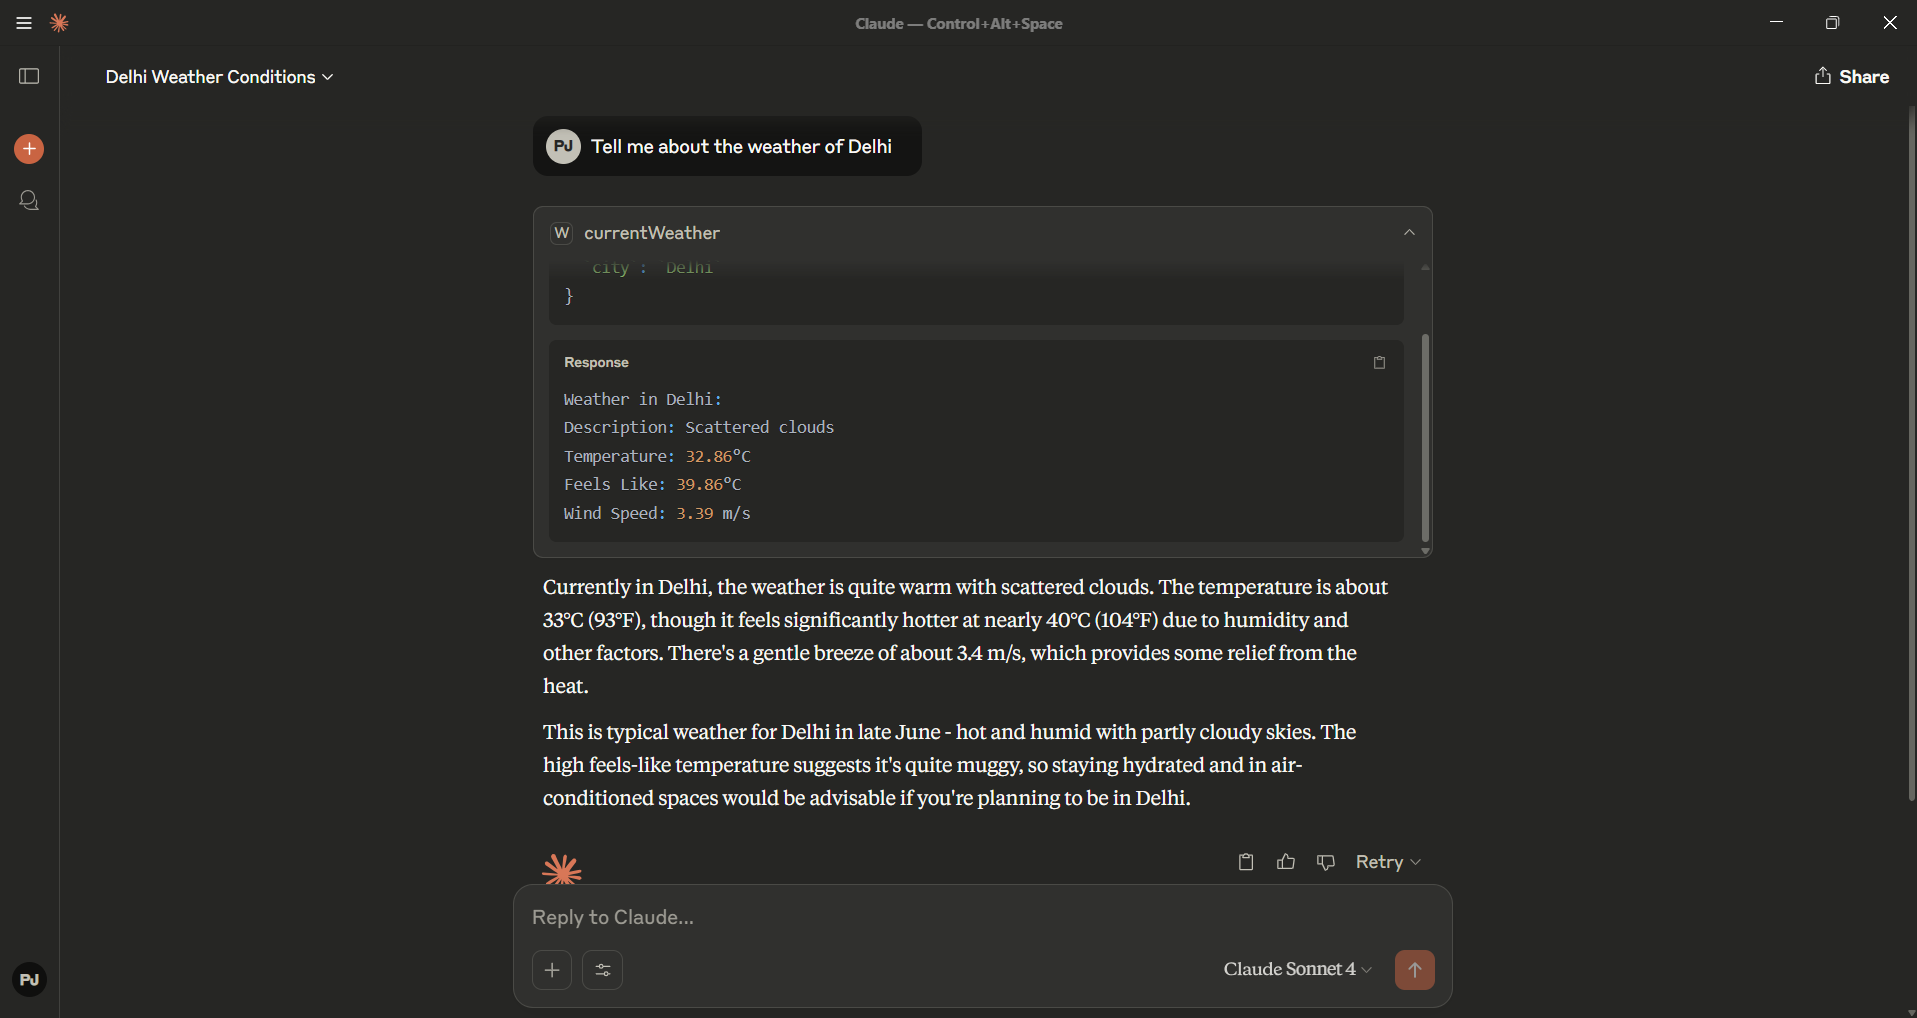 Claude — Control+Alt+Space
Delhi Weather Conditions
Share
PJ Tell me about the weather of Delhi
W currentWeather
city : Delhi
}
Response
Weather in Delhi:
Description: Scattered clouds
Temperature: 32.86°C
Feels Like: 39.86°C
Wind Speed: 3.39 m/s
Currently in Delhi, the weather is quite warm with scattered clouds. The temperature is about
33°C (93°F), though it feels significantly hotter at nearly 40°C (104°F) due to humidity and
other factors. There's a gentle breeze of about 3.4 m/s, which provides some relief from the
heat.
This is typical weather for Delhi in late June - hot and humid with partly cloudy skies. The
high feels-like temperature suggests it's quite muggy, so staying hydrated and in air-
conditioned spaces would be advisable if you're planning to be in Delhi.
Retry
Reply to Claude...
Claude Sonnet 4
PJ